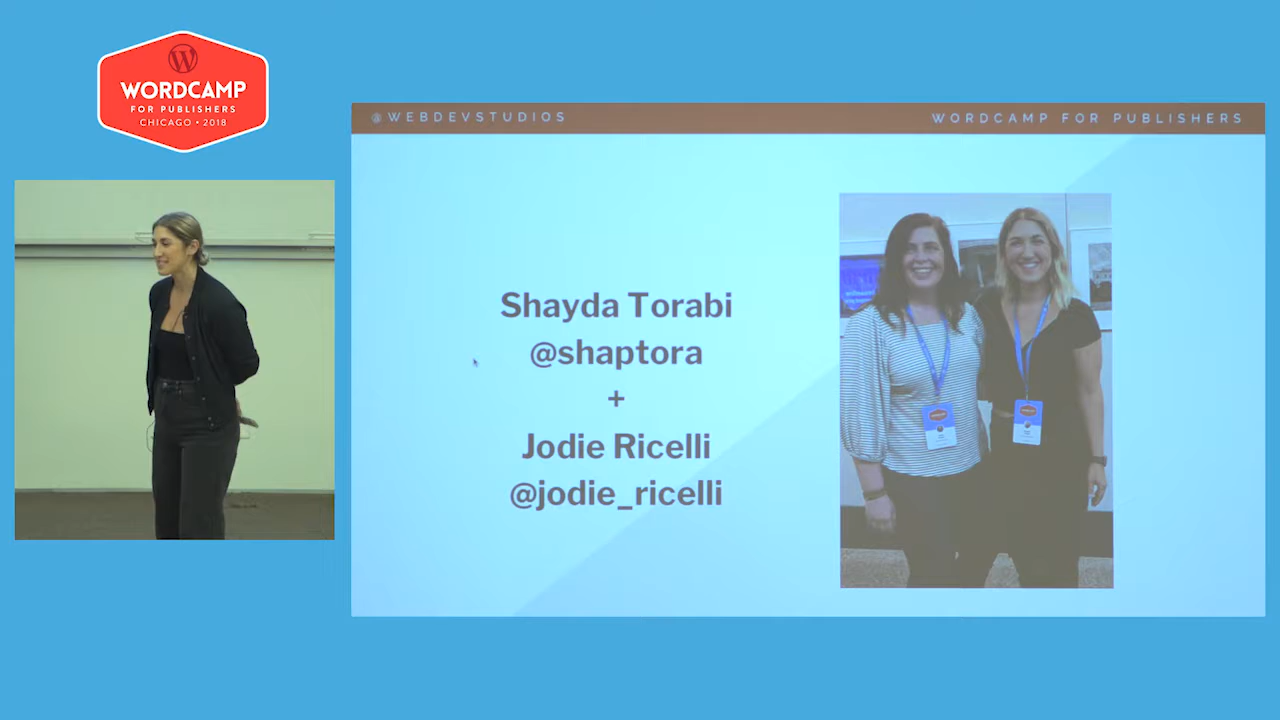 WORDCAMP
FOR PUBLISHERS
CHICAGO • 2018
@WEBDEVSTUDIOS
WORDCAMP FOR PUBLISHERS
Shayda Torabi
@shaptora
+
Jodie Ricelli
@jodie_ricelli